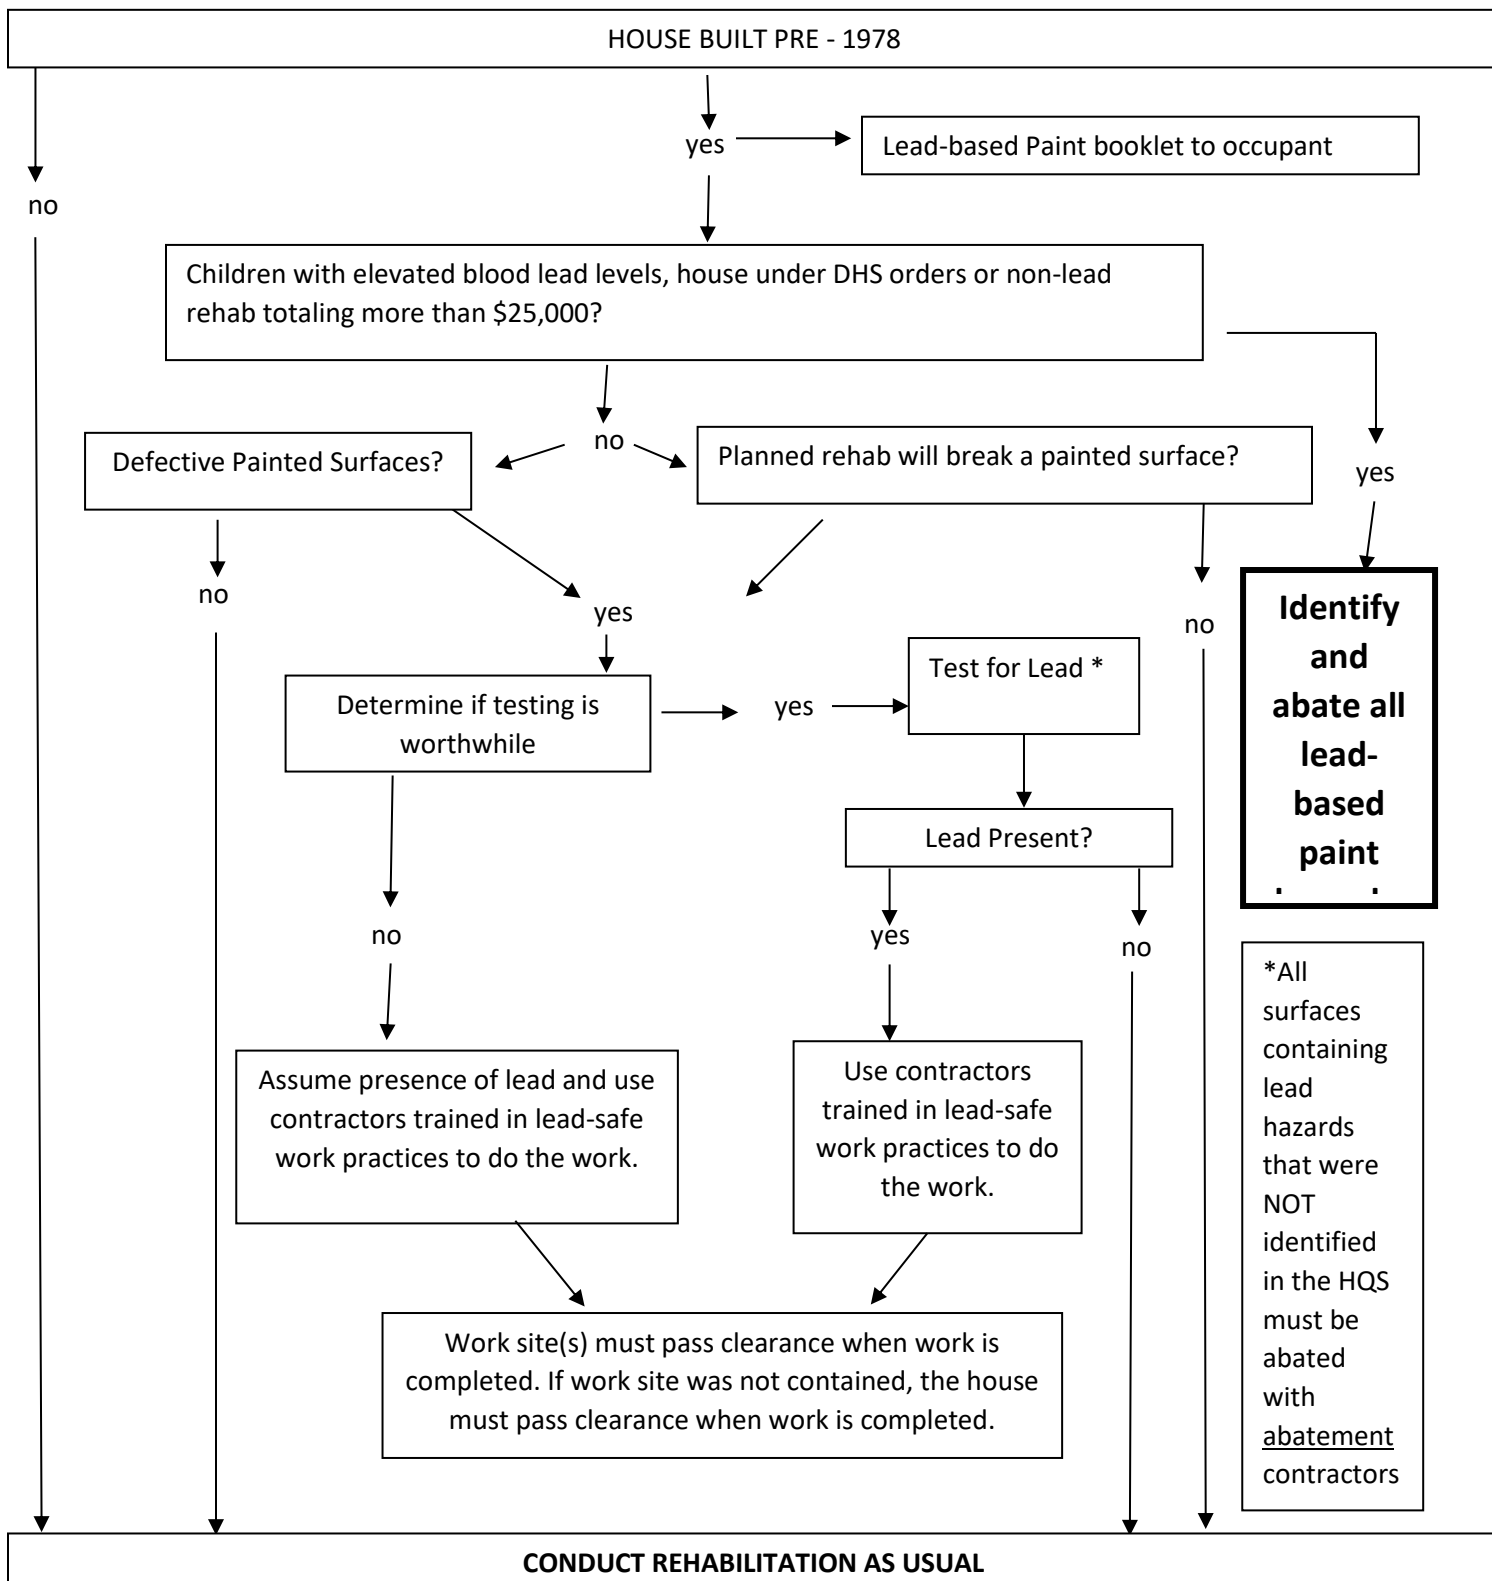 HOUSE BUILT PRE - 1978
yes
Lead-based Paint booklet to occupant
no
Children with elevated blood lead levels, house under DHS orders or non-lead
rehab totaling more than $25,000?
no
Defective Painted Surfaces?
Planned rehab will break a painted surface?
yes
no
yes
no
Identify
and
abate all
lead-
based
paint
Test for Lead *
Determine if testing is
worthwhile
yes
Lead Present?
no
yes
no
*All
surfaces
containing
lead
hazards
that were
NOT
identified
in the HQS
must be
abated
with
abatement
contractors
Assume presence of lead and use
contractors trained in lead-safe
work practices to do the work.
Use contractors
trained in lead-safe
work practices to do
the work.
Work site(s) must pass clearance when work is
completed. If work site was not contained, the house
must pass clearance when work is completed.
CONDUCT REHABILITATION AS USUAL